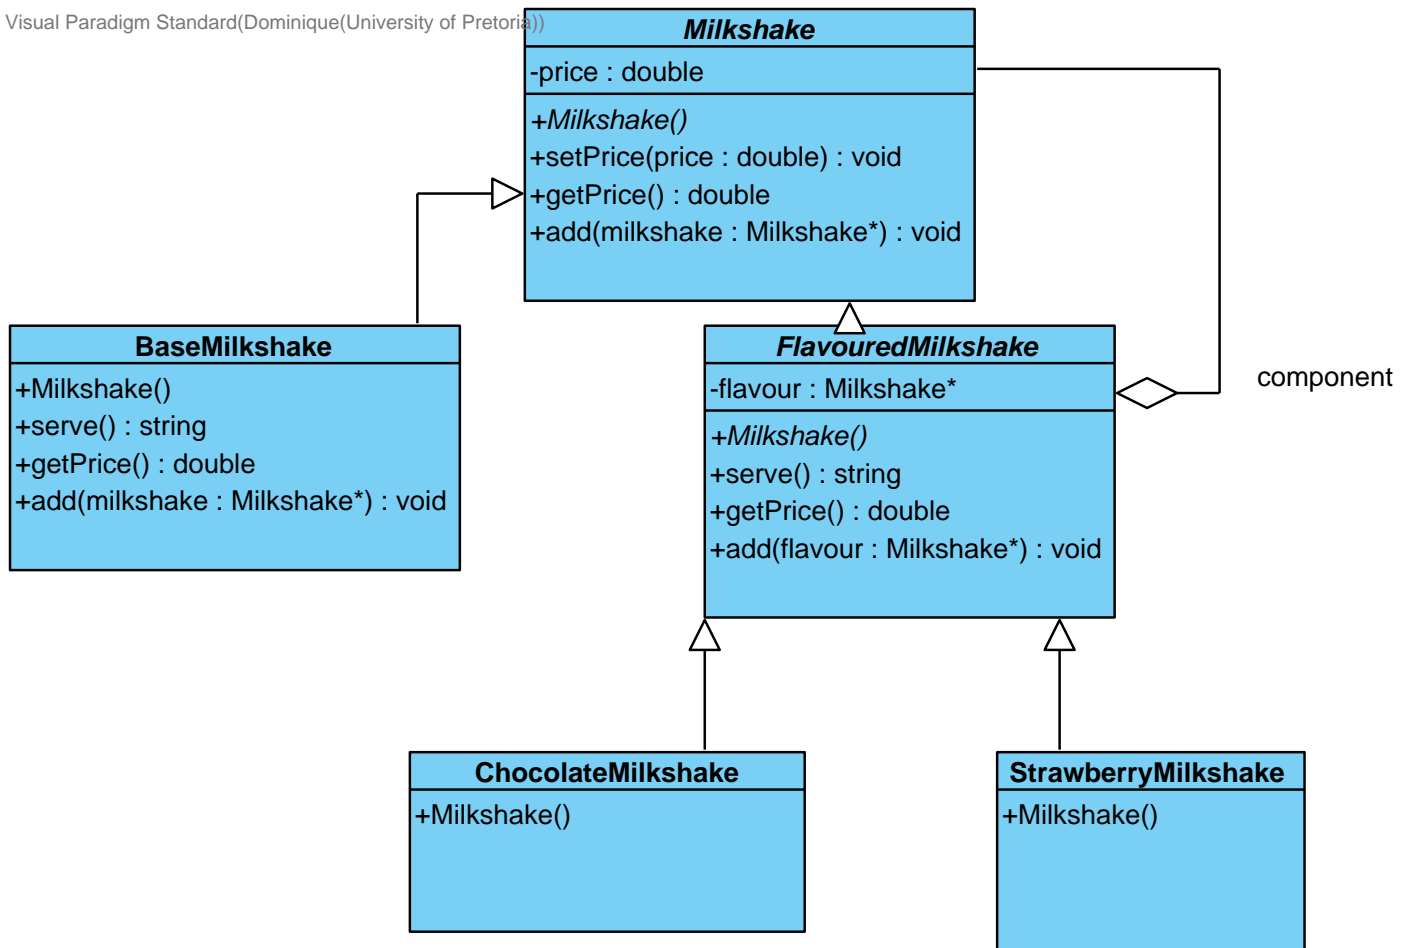 Visual Paradigm Standard(Dominique(University of Pretoria))
Milkshake
-price : double
+Milkshake()
+setPrice(price : double) : void
+getPrice() : double
+add(milkshake : Milkshake*) : void
BaseMilkshake
+Milkshake()
+serve() : string
+getPrice() : double
+add(milkshake : Milkshake*) : void
FlavouredMilkshake
-flavour : Milkshake*
+Milkshake()
+serve() : string
+getPrice() : double
+add(flavour : Milkshake*) : void
component
ChocolateMilkshake
+Milkshake()
StrawberryMilkshake
+Milkshake()